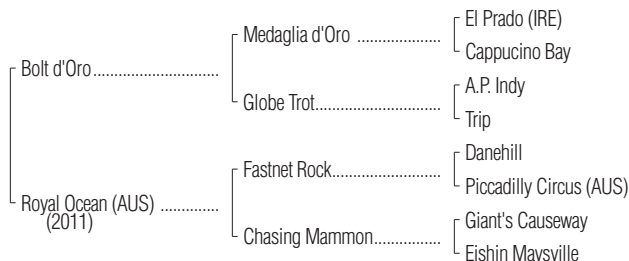 El Prado (IRE)
Medaglia d'Oro ....................
Cappucino Bay
Bolt d'Oro..............................
A.P. Indy
Globe Trot..............................
Trip
Danehill
Fastnet Rock..........................
Piccadilly Circus (AUS)
Royal Ocean (AUS) ..............
(2011)
Giant's Causeway
Chasing Mammon................
Eishin Maysville